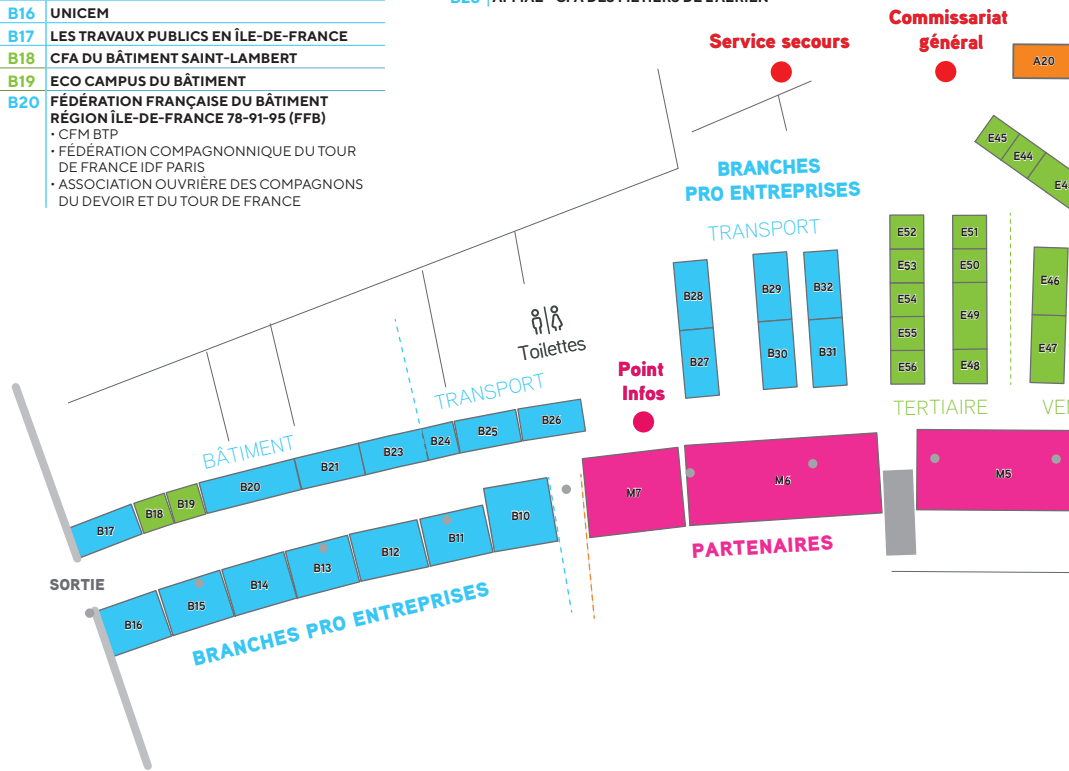 B16 UNICEM
B17 LES TRAVAUX PUBLICS EN ÎLE-DE-FRANCE
B18 CFA DU BÂTIMENT SAINT-LAMBERT
B19 ECO CAMPUS DU BÂTIMENT
B20 FÉDÉRATION FRANÇAISE DU BÂTIMENT
RÉGION ÎLE-DE-FRANCE 78-91-95 (FFB)
• CFM BTP
• FÉDÉRATION COMPAGNONNIQUE DU TOUR
DE FRANCE IDF PARIS
• ASSOCIATION OUVRIÈRE DES COMPAGNONS
DU DEVOIR ET DU TOUR DE FRANCE
CFA DES MÉTIERS DE L'AÉRIEN
Service secours
Commissariat
général
A20
E45
E44
BRANCHES
PRO ENTREPRISES
TRANSPORT
B28
B27
B29
B30
B32
B31
E52
E53
E54
E55
E56
E51
E50
E49
E48
E46
E47
TERTIAIRE
Toilettes
Point
Infos
BÂTIMENT
TRANSPORT
B17
B18
B19
B20
B21
B23
B24
B25
B26
SORTIE
B16
B15
B14
B13
B12
B11
B10
BRANCHES PRO ENTREPRISES
M7
M6
M5
PARTENAIRES